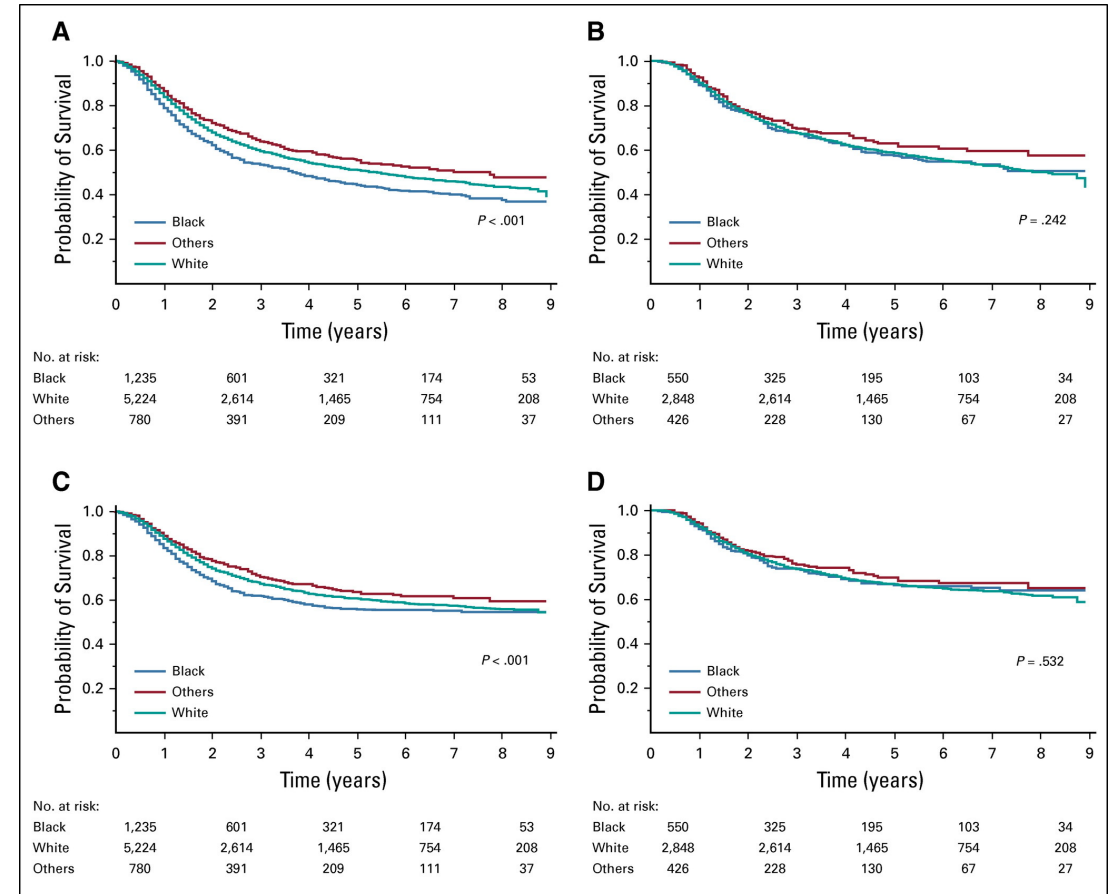 A
Probability of Survival
1.0
0.8
0.6
0.4
0.2
Black
Others
White
P < .001
0 1 2 3 4 5 6 7 8 9
Time (years)
No. at risk:
Black 1,235 601 321 174 53
White 5,224 2,614 1,465 754 208
Others 780 391 209 111 37
B
Probability of Survival
1.0
0.8
0.6
0.4
0.2
Black
Others
White
P = .242
0 1 2 3 4 5 6 7 8 9
Time (years)
No. at risk:
Black 550 325 195 103 34
White 2,848 2,614 1,465 754 208
Others 426 228 130 67 27
C
Probability of Survival
1.0
0.8
0.6
0.4
0.2
Black
Others
White
P < .001
0 1 2 3 4 5 6 7 8 9
Time (years)
No. at risk:
Black 1,235 601 321 174 53
White 5,224 2,614 1,465 754 208
Others 780 391 209 111 37
D
Probability of Survival
1.0
0.8
0.6
0.4
0.2
Black
Others
White
P = .532
0 1 2 3 4 5 6 7 8 9
Time (years)
No. at risk:
Black 550 325 195 103 34
White 2,848 2,614 1,465 754 208
Others 426 228 130 67 27